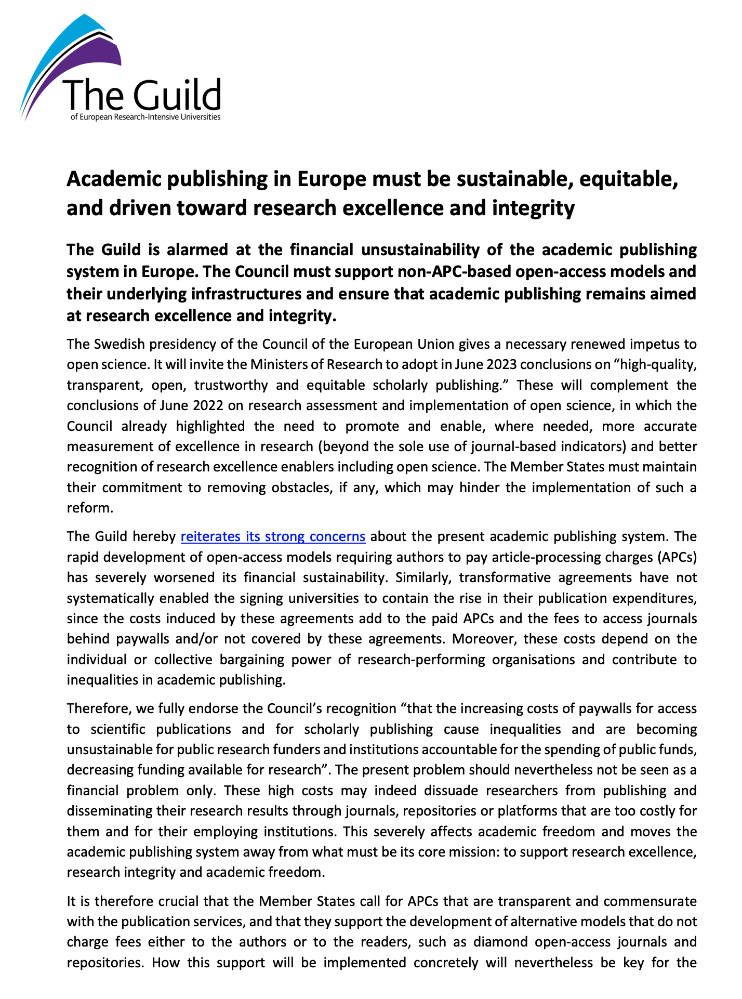 The Guild
of European Research-Intensive Universities
Academic publishing in Europe must be sustainable, equitable,
and driven toward research excellence and integrity
The Guild is alarmed at the financial unsustainability of the academic publishing
system in Europe. The Council must support non-APC-based open-access models and
their underlying infrastructures and ensure that academic publishing remains aimed
at research excellence and integrity.
The Swedish presidency of the Council of the European Union gives a necessary renewed impetus to
open science. It will invite the Ministers of Research to adopt in June 2023 conclusions on “high-quality,
transparent, open, trustworthy and equitable scholarly publishing.” These will complement the
conclusions of June 2022 on research assessment and implementation of open science, in which the
Council already highlighted the need to promote and enable, where needed, more accurate
measurement of excellence in research (beyond the sole use of journal-based indicators) and better
recognition of research excellence enablers including open science. The Member States must maintain
their commitment to removing obstacles, if any, which may hinder the implementation of such a
reform.
The Guild hereby reiterates its strong concerns about the present academic publishing system. The
rapid development of open-access models requiring authors to pay article-processing charges (APCs)
has severely worsened its financial sustainability. Similarly, transformative agreements have not
systematically enabled the signing universities to contain the rise in their publication expenditures,
since the costs induced by these agreements add to the paid APCs and the fees to access journals
behind paywalls and/or not covered by these agreements. Moreover, these costs depend on the
individual or collective bargaining power of research-performing organisations and contribute to
inequalities in academic publishing.
Therefore, we fully endorse the Council’s recognition “that the increasing costs of paywalls for access
to scientific publications and for scholarly publishing cause inequalities and are becoming
unsustainable for public research funders and institutions accountable for the spending of public funds,
decreasing funding available for research”. The present problem should nevertheless not be seen as a
financial problem only. These high costs may indeed dissuade researchers from publishing and
disseminating their research results through journals, repositories or platforms that are too costly for
them and for their employing institutions. This severely affects academic freedom and moves the
academic publishing system away from what must be its core mission: to support research excellence,
research integrity and academic freedom.
It is therefore crucial that the Member States call for APCs that are transparent and commensurate
with the publication services, and that they support the development of alternative models that do not
charge fees either to the authors or to the readers, such as diamond open-access journals and
repositories. How this support will be implemented concretely will nevertheless be key for the